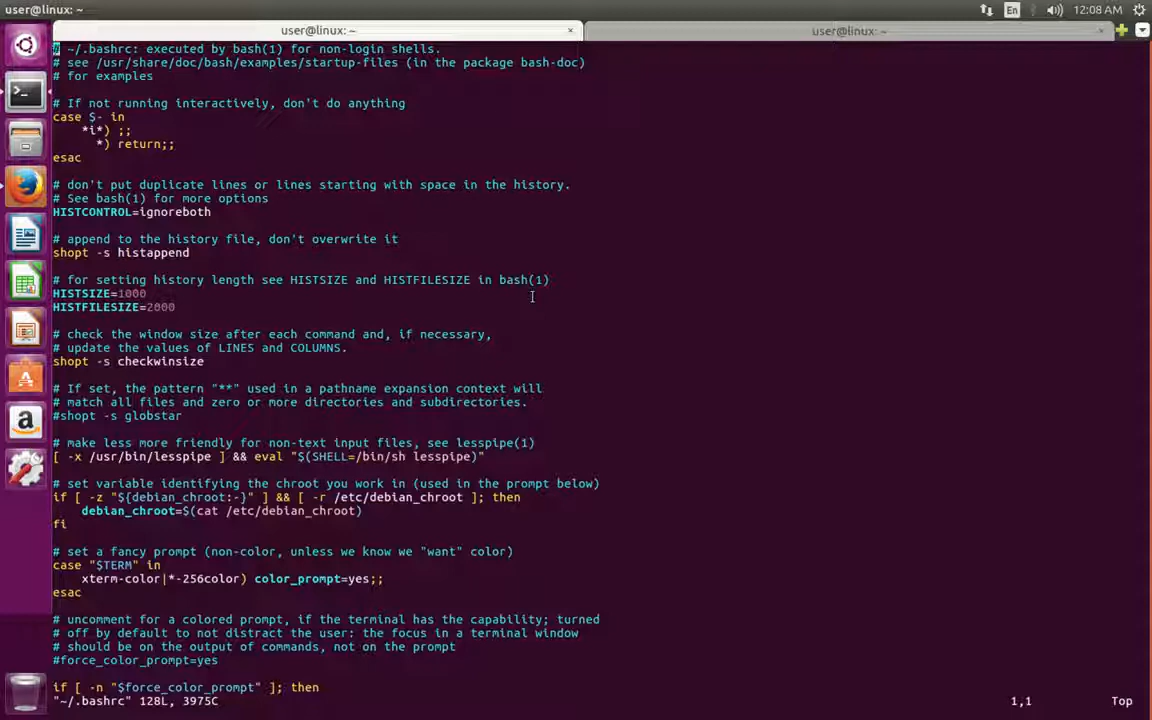 user@linux: ~
En
12:08 AM
user@linux: ~ ×
user@linux: ~ ×
# ~/.bashrc: executed by bash(1) for non-login shells.
# see /usr/share/doc/bash/examples/startup-files (in the package bash-doc)
# for examples
# If not running interactively, don't do anything
case $- in
    *i*) ;;
      *) return;;
esac
# don't put duplicate lines or lines starting with space in the history.
# See bash(1) for more options
HISTCONTROL=ignoreboth
# append to the history file, don't overwrite it
shopt -s histappend
# for setting history length see HISTSIZE and HISTFILESIZE in bash(1)
HISTSIZE=1000
HISTFILESIZE=2000
# check the window size after each command and, if necessary,
# update the values of LINES and COLUMNS.
shopt -s checkwinsize
# If set, the pattern "**" used in a pathname expansion context will
# match all files and zero or more directories and subdirectories.
#shopt -s globstar
# make less more friendly for non-text input files, see lesspipe(1)
[ -x /usr/bin/lesspipe ] && eval "$(SHELL=/bin/sh lesspipe)"
# set variable identifying the chroot you work in (used in the prompt below)
if [ -z "${debian_chroot:-}" ] && [ -r /etc/debian_chroot ]; then
    debian_chroot=$(cat /etc/debian_chroot)
fi
# set a fancy prompt (non-color, unless we know we "want" color)
case "$TERM" in
    xterm-color|*-256color) color_prompt=yes;;
esac
# uncomment for a colored prompt, if the terminal has the capability; turned
# off by default to not distract the user: the focus in a terminal window
# should be on the output of commands, not on the prompt
#force_color_prompt=yes
if [ -n "$force_color_prompt" ]; then
"~/.bashrc" 128L, 3975C
1,1
Top